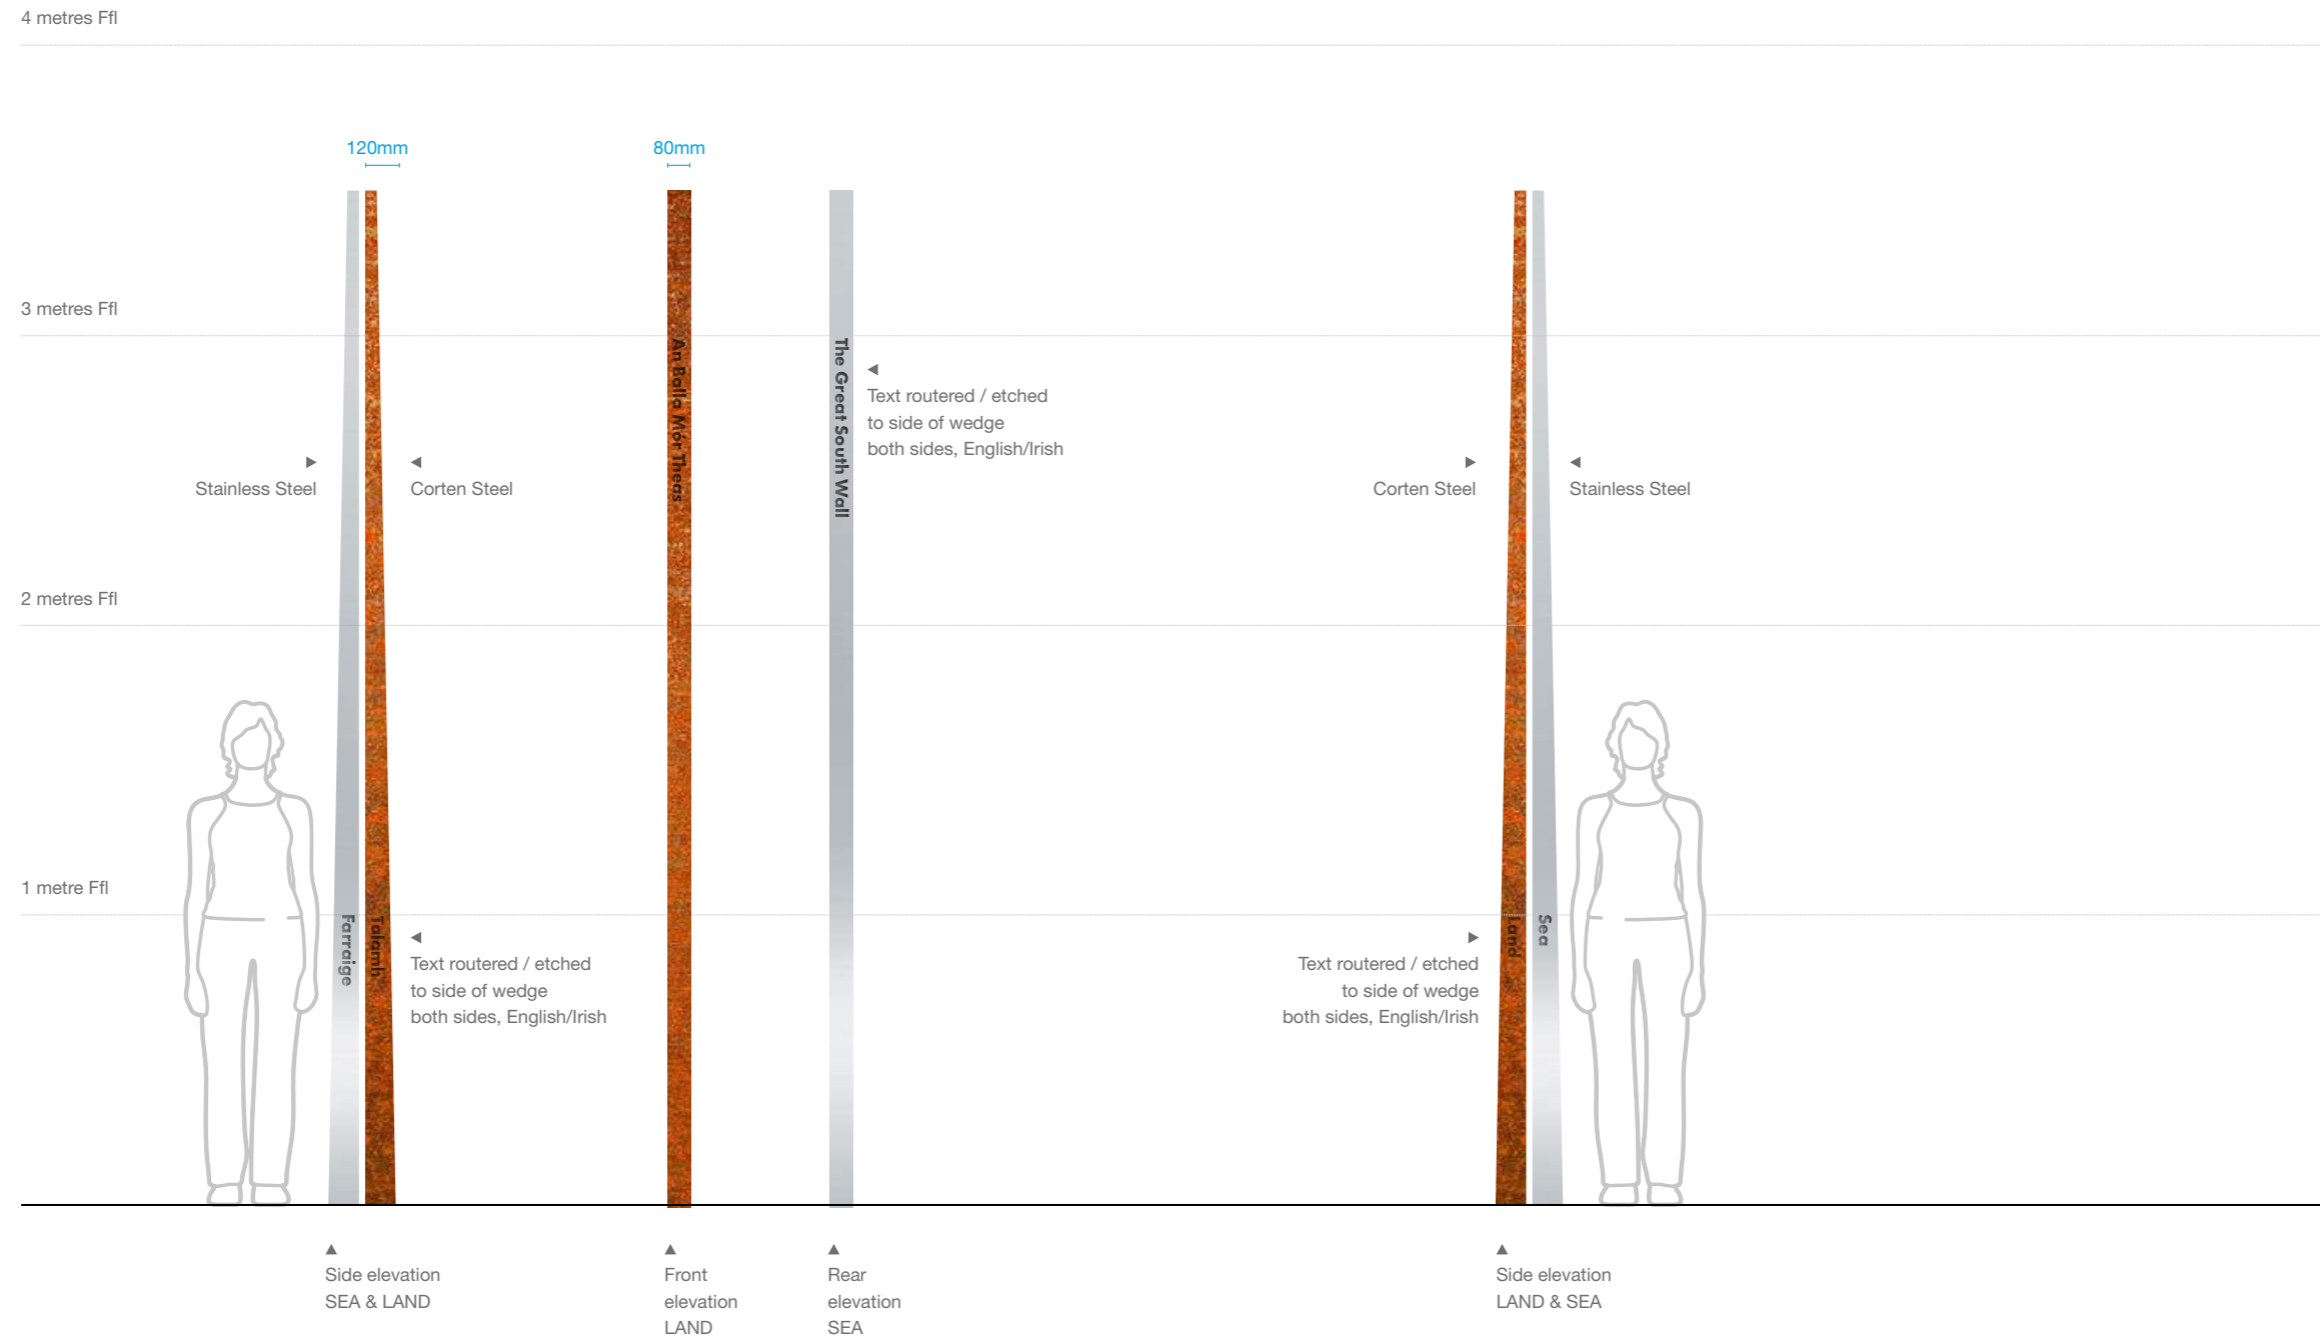 4 metres Ffl
120mm
80mm
3 metres Ffl
An Balla Mór Theas
The Great South Wall
Text routered / etched
to side of wedge
both sides, English/Irish
Stainless Steel
Corten Steel
Corten Steel
Stainless Steel
2 metres Ffl
1 metre Ffl
Farraige
Talamh
Text routered / etched
to side of wedge
both sides, English/Irish
Text routered / etched
to side of wedge
both sides, English/Irish
Land
Sea
Side elevation
SEA & LAND
Front
elevation
LAND
Rear
elevation
SEA
Side elevation
LAND & SEA